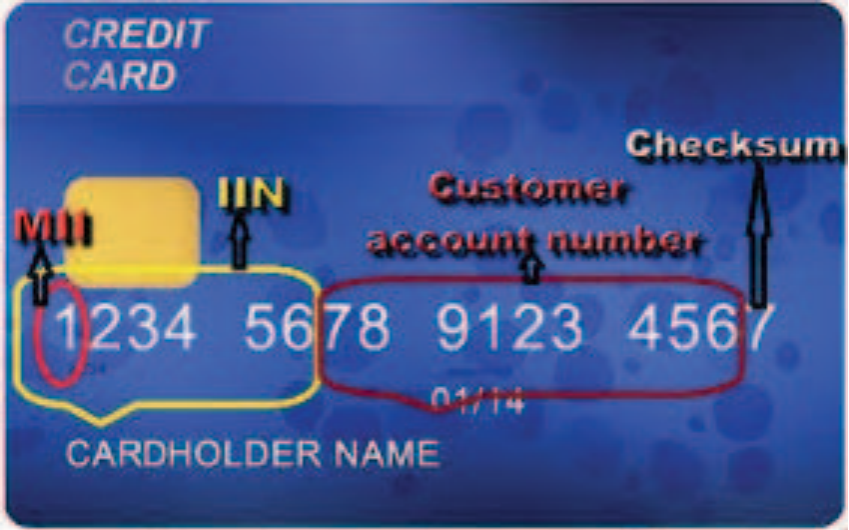 CREDIT
CARD
Checksum
IIN
Customer
MII
account number
1234 5678 9123 4567
01/14
CARDHOLDER NAME